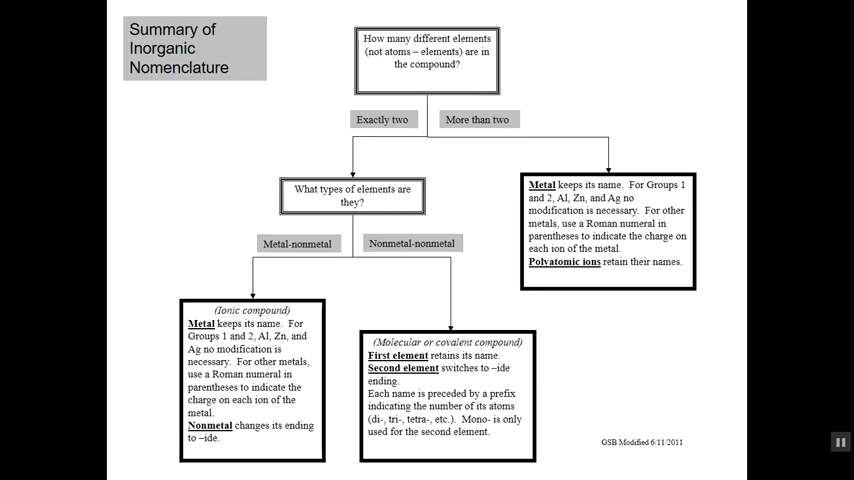 Summary of
Inorganic
Nomenclature
How many different elements
(not atoms – elements) are in
the compound?
Exactly two
More than two
What types of elements are
they?
Metal keeps its name. For Groups 1
and 2, Al, Zn, and Ag no
modification is necessary. For other
metals, use a Roman numeral in
parentheses to indicate the charge on
each ion of the metal.
Polyatomic ions retain their names.
Metal-nonmetal
Nonmetal-nonmetal
(Ionic compound)
Metal keeps its name. For
Groups 1 and 2, Al, Zn, and
Ag no modification is
necessary. For other metals,
use a Roman numeral in
parentheses to indicate the
charge on each ion of the
metal.
Nonmetal changes its ending
to –ide.
(Molecular or covalent compound)
First element retains its name.
Second element switches to –ide
ending.
Each name is preceded by a prefix
indicating the number of its atoms
(di-, tri-, tetra-, etc.). Mono- is only
used for the second element.
GSB Modified 6/11/2011